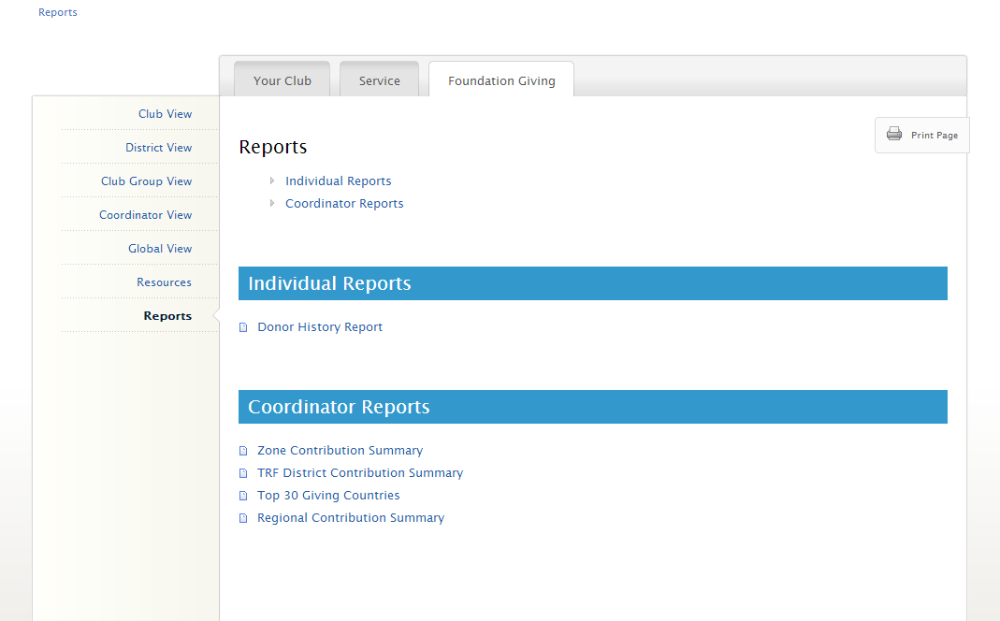 Reports
Your Club
Service
Foundation Giving
Club View
District View
Club Group View
Coordinator View
Global View
Resources
Reports
Print Page
Reports
Individual Reports
Coordinator Reports
Individual Reports
Donor History Report
Coordinator Reports
Zone Contribution Summary
TRF District Contribution Summary
Top 30 Giving Countries
Regional Contribution Summary